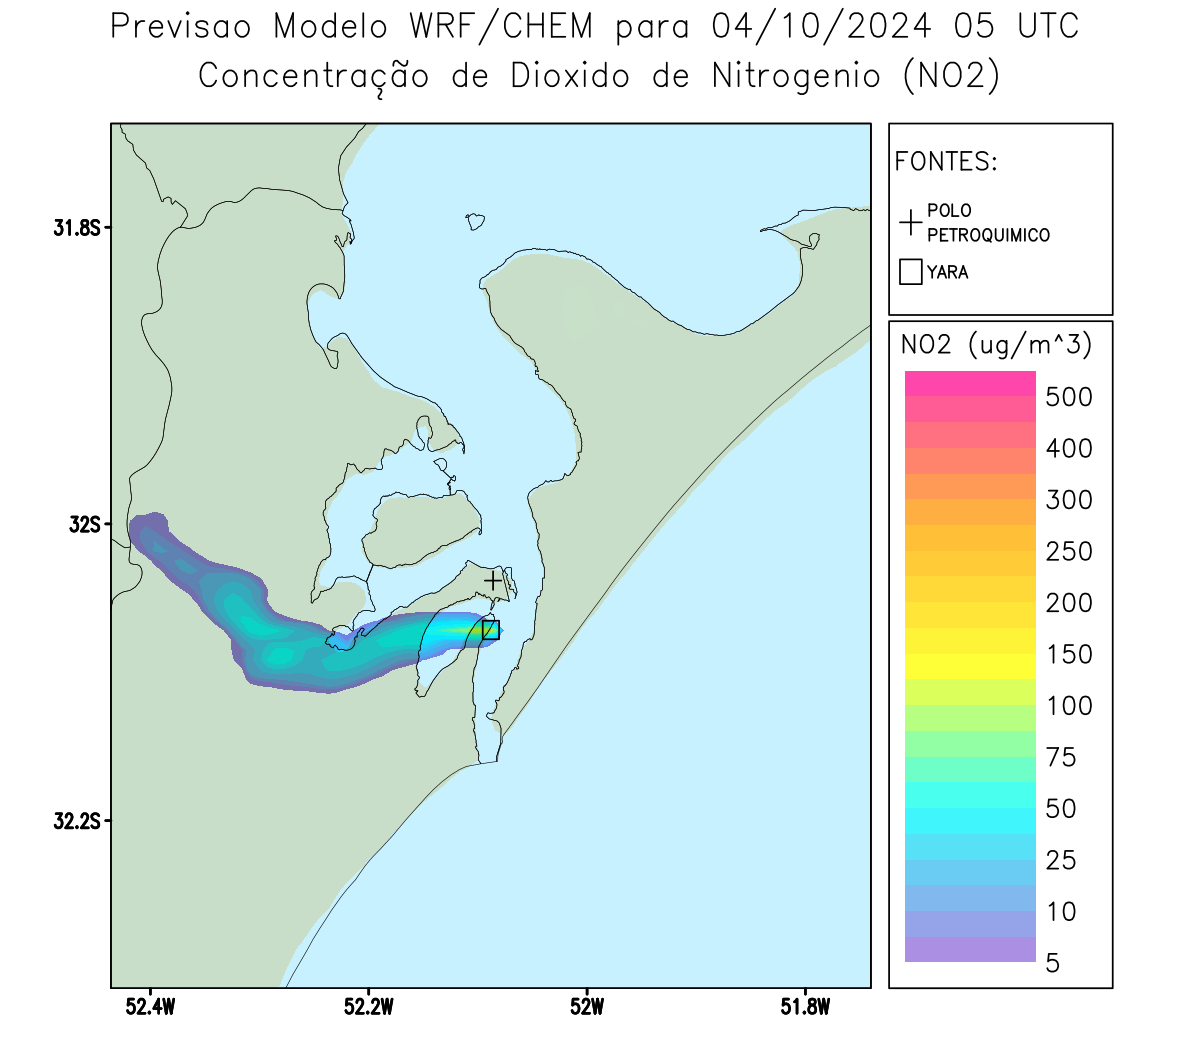 Previsao Modelo WRF/CHEM para 04/10/2024 05 UTC
Concentração de Dioxido de Nitrogenio (NO2)
FONTES:
POLO
PETROQUIMICO
YARA
NO2 (ug/m^3)
500
400
300
250
200
150
100
75
50
25
10
5
31.8S
32S
32.2S
52.4W
52.2W
52W
51.8W